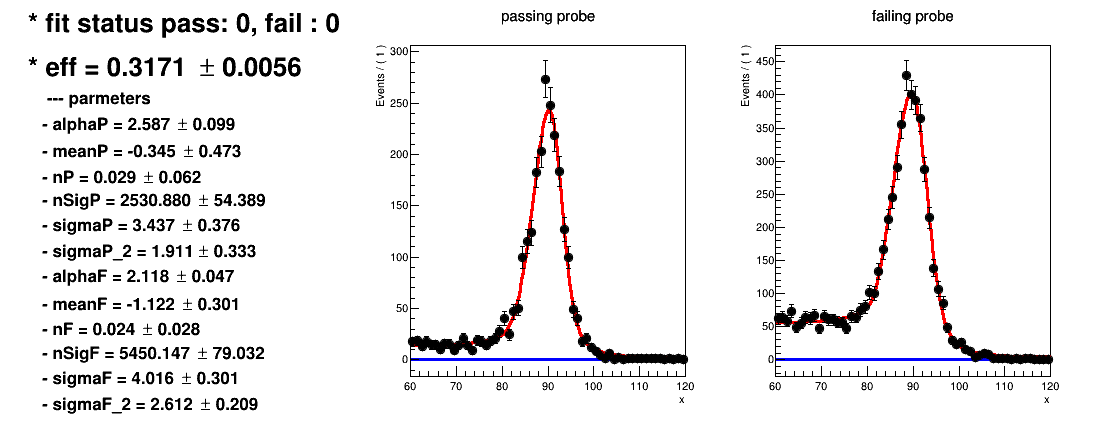 * fit status pass: 0, fail : 0
* eff = 0.3171 ± 0.0056
--- parmeters
- alphaP = 2.587 ± 0.099
- meanP = -0.345 ± 0.473
- nP = 0.029 ± 0.062
- nSigP = 2530.880 ± 54.389
- sigmaP = 3.437 ± 0.376
- sigmaP_2 = 1.911 ± 0.333
- alphaF = 2.118 ± 0.047
- meanF = -1.122 ± 0.301
- nF = 0.024 ± 0.028
- nSigF = 5450.147 ± 79.032
- sigmaF = 4.016 ± 0.301
- sigmaF_2 = 2.612 ± 0.209
passing probe
Events / ( 1 )
300
250
200
150
100
50
0
60 70 80 90 100 110 120
x
failing probe
Events / ( 1 )
450
400
350
300
250
200
150
100
50
0
60 70 80 90 100 110 120
x